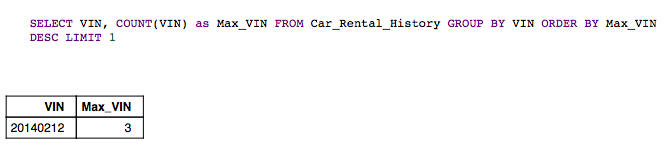 SELECT VIN, COUNT(VIN) as Max_VIN FROM Car_Rental_History GROUP BY VIN ORDER BY Max_VIN
DESC LIMIT 1
VIN Max_VIN
20140212 3